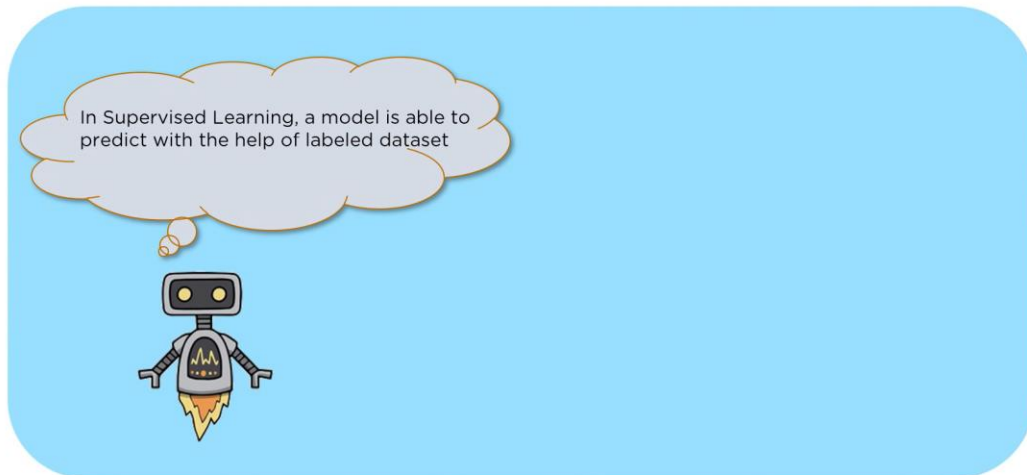 In Supervised Learning, a model is able to
predict with the help of labeled dataset